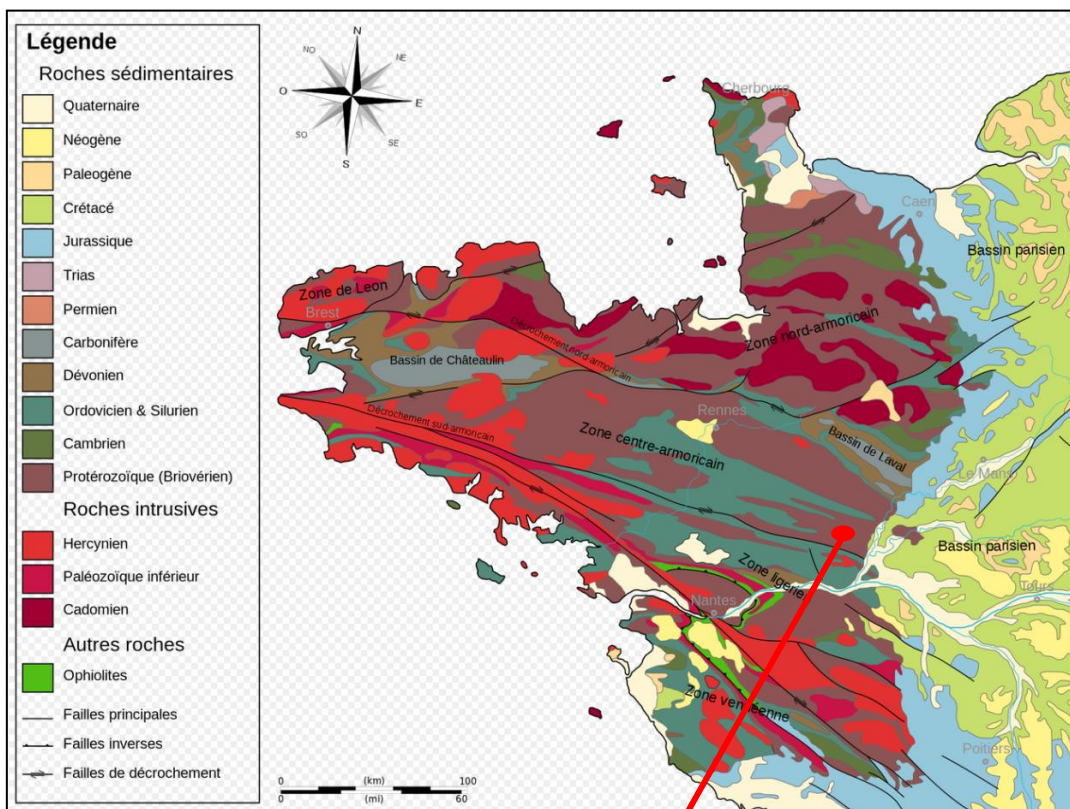 Légende
Roches sédimentaires
Quaternaire
Néogène
Paleogène
Crétacé
Jurassique
Trias
Permien
Carbonifère
Dévonien
Ordovicien & Silurien
Cambrien
Protérozoïque (Briovérien)
Roches intrusives
Hercynien
Paléozoïque inférieur
Cadomien
Autres roches
Ophiolites
Failles principales
Failles inverses
Failles de décrochement
N
NO
NE
O
E
SO
SE
S
Cherbourg
Caen
Bassin parisien
Zone de Leon
Brest
Décrochement nord-armoricain
Zone nord-armoricain
Bassin de Châteaulin
Décrochement sud-armoricain
Rennes
Zone centre-armoricain
Bassin de Laval
Le Mans
Bassin parisien
Zone ligerie
Tours
Nantes
Zone vendéenne
Poitiers
0 (km) 100
0 (mi) 60